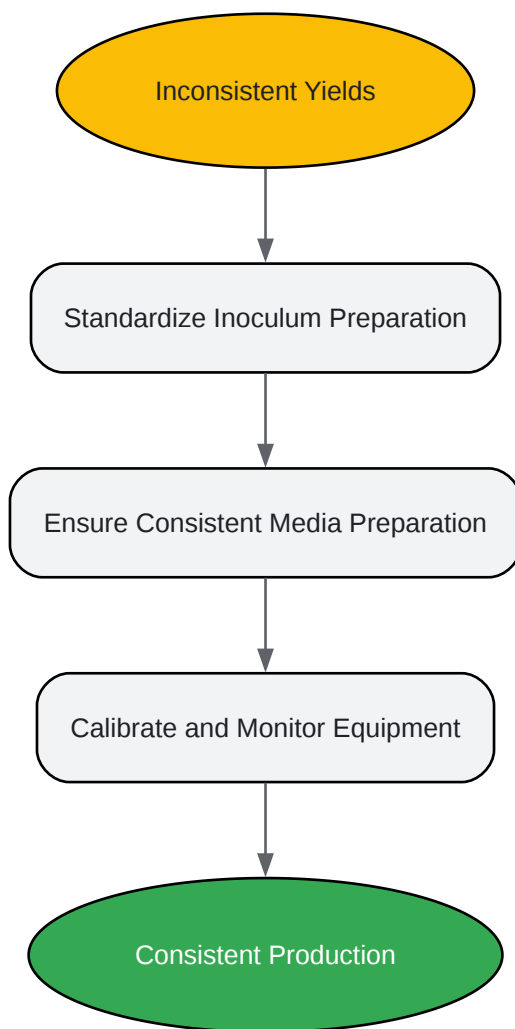 Inconsistent Yields
Standardize Inoculum Preparation
Ensure Consistent Media Preparation
Calibrate and Monitor Equipment
Consistent Production